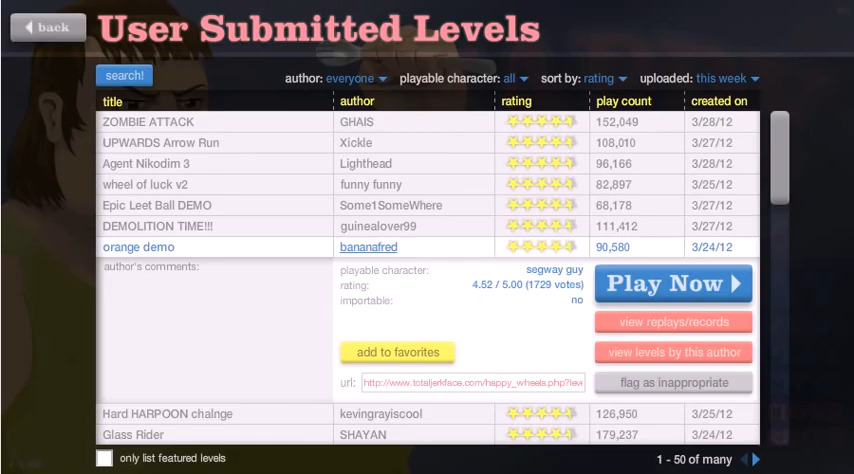 back
User Submitted Levels
search!
author: everyone playable character: all sort by: rating uploaded: this week
title author rating play count created on
ZOMBIE ATTACK GHAIS 152,049 3/28/12
UPWARDS Arrow Run Xickle 108,010 3/27/12
Agent Nikodim 3 Lighthead 96,166 3/28/12
wheel of luck v2 funny funny 82,897 3/25/12
Epic Leet Ball DEMO Some1SomeWhere 68,178 3/27/12
DEMOLITION TIME!!! guinealover99 111,412 3/27/12
orange demo bananafred 90,580 3/24/12
author's comments:
playable character: segway guy
rating: 4.52 / 5.00 (1729 votes)
importable: no
Play Now
view replays/records
add to favorites
view levels by this author
url: http://www.totaljerkface.com/happy_wheels.php?leve
flag as inappropriate
Hard HARPOON chalnge kevingrayiscool 126,950 3/25/12
Glass Rider SHAYAN 179,237 3/24/12
only list featured levels
1 - 50 of many